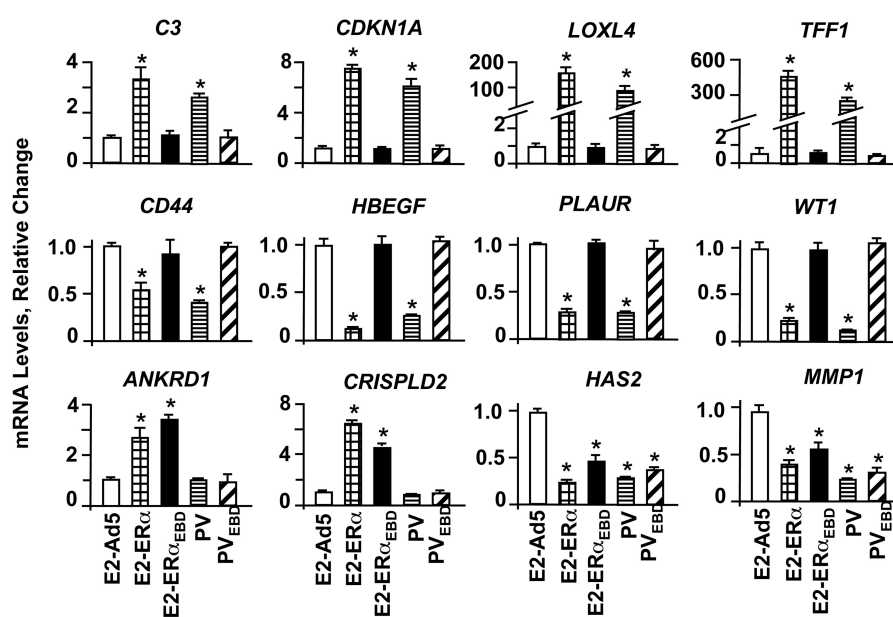 C3 CDKN1A LOXL4 TFF1
mRNA Levels, Relative Change
4 2 0
* *
8 4 0
* *
200 100 2 0
* *
600 300 2 0
* *
CD44 HBEGF PLAUR WT1
1.0 0.5 0
* *
1.0 0.5 0
* *
1.0 0.5 0
* *
1.0 0.5 0
* *
ANKRD1 CRISPLD2 HAS2 MMP1
4 2 0
* *
8 4 0
* *
1.0 0.5 0
* * * *
1.0 0.5 0
* * * *
E2-Ad5 E2-ERα E2-ERαEBD PV PVEBD
E2-Ad5 E2-ERα E2-ERαEBD PV PVEBD
E2-Ad5 E2-ERα E2-ERαEBD PV PVEBD
E2-Ad5 E2-ERα E2-ERαEBD PV PVEBD